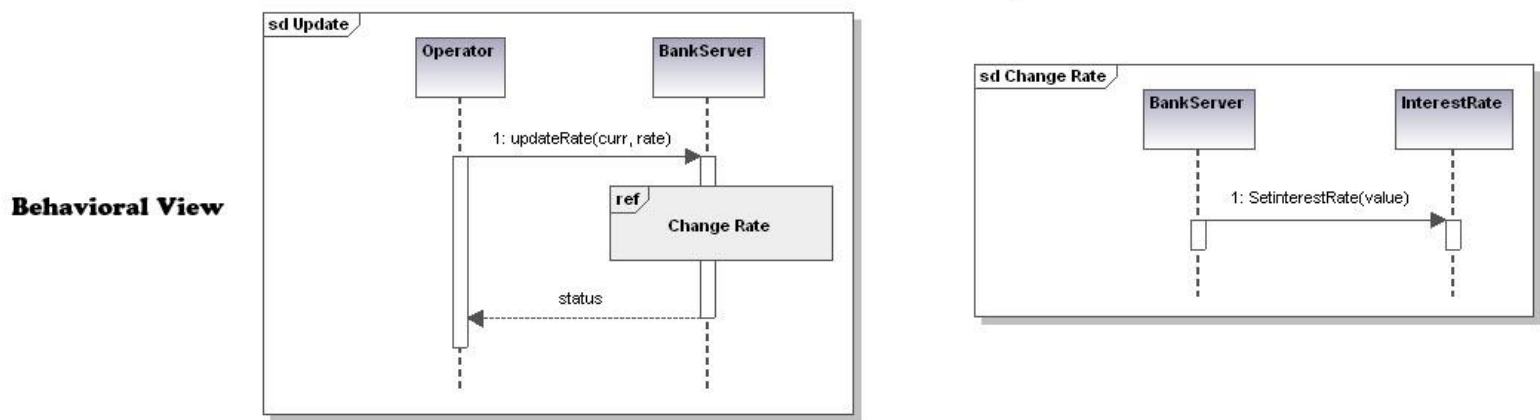 Behavioral View
sd Update
Operator
BankServer
1: updateRate(curr, rate)
ref
Change Rate
status
sd Change Rate
BankServer
InterestRate
1: SetinterestRate(value)